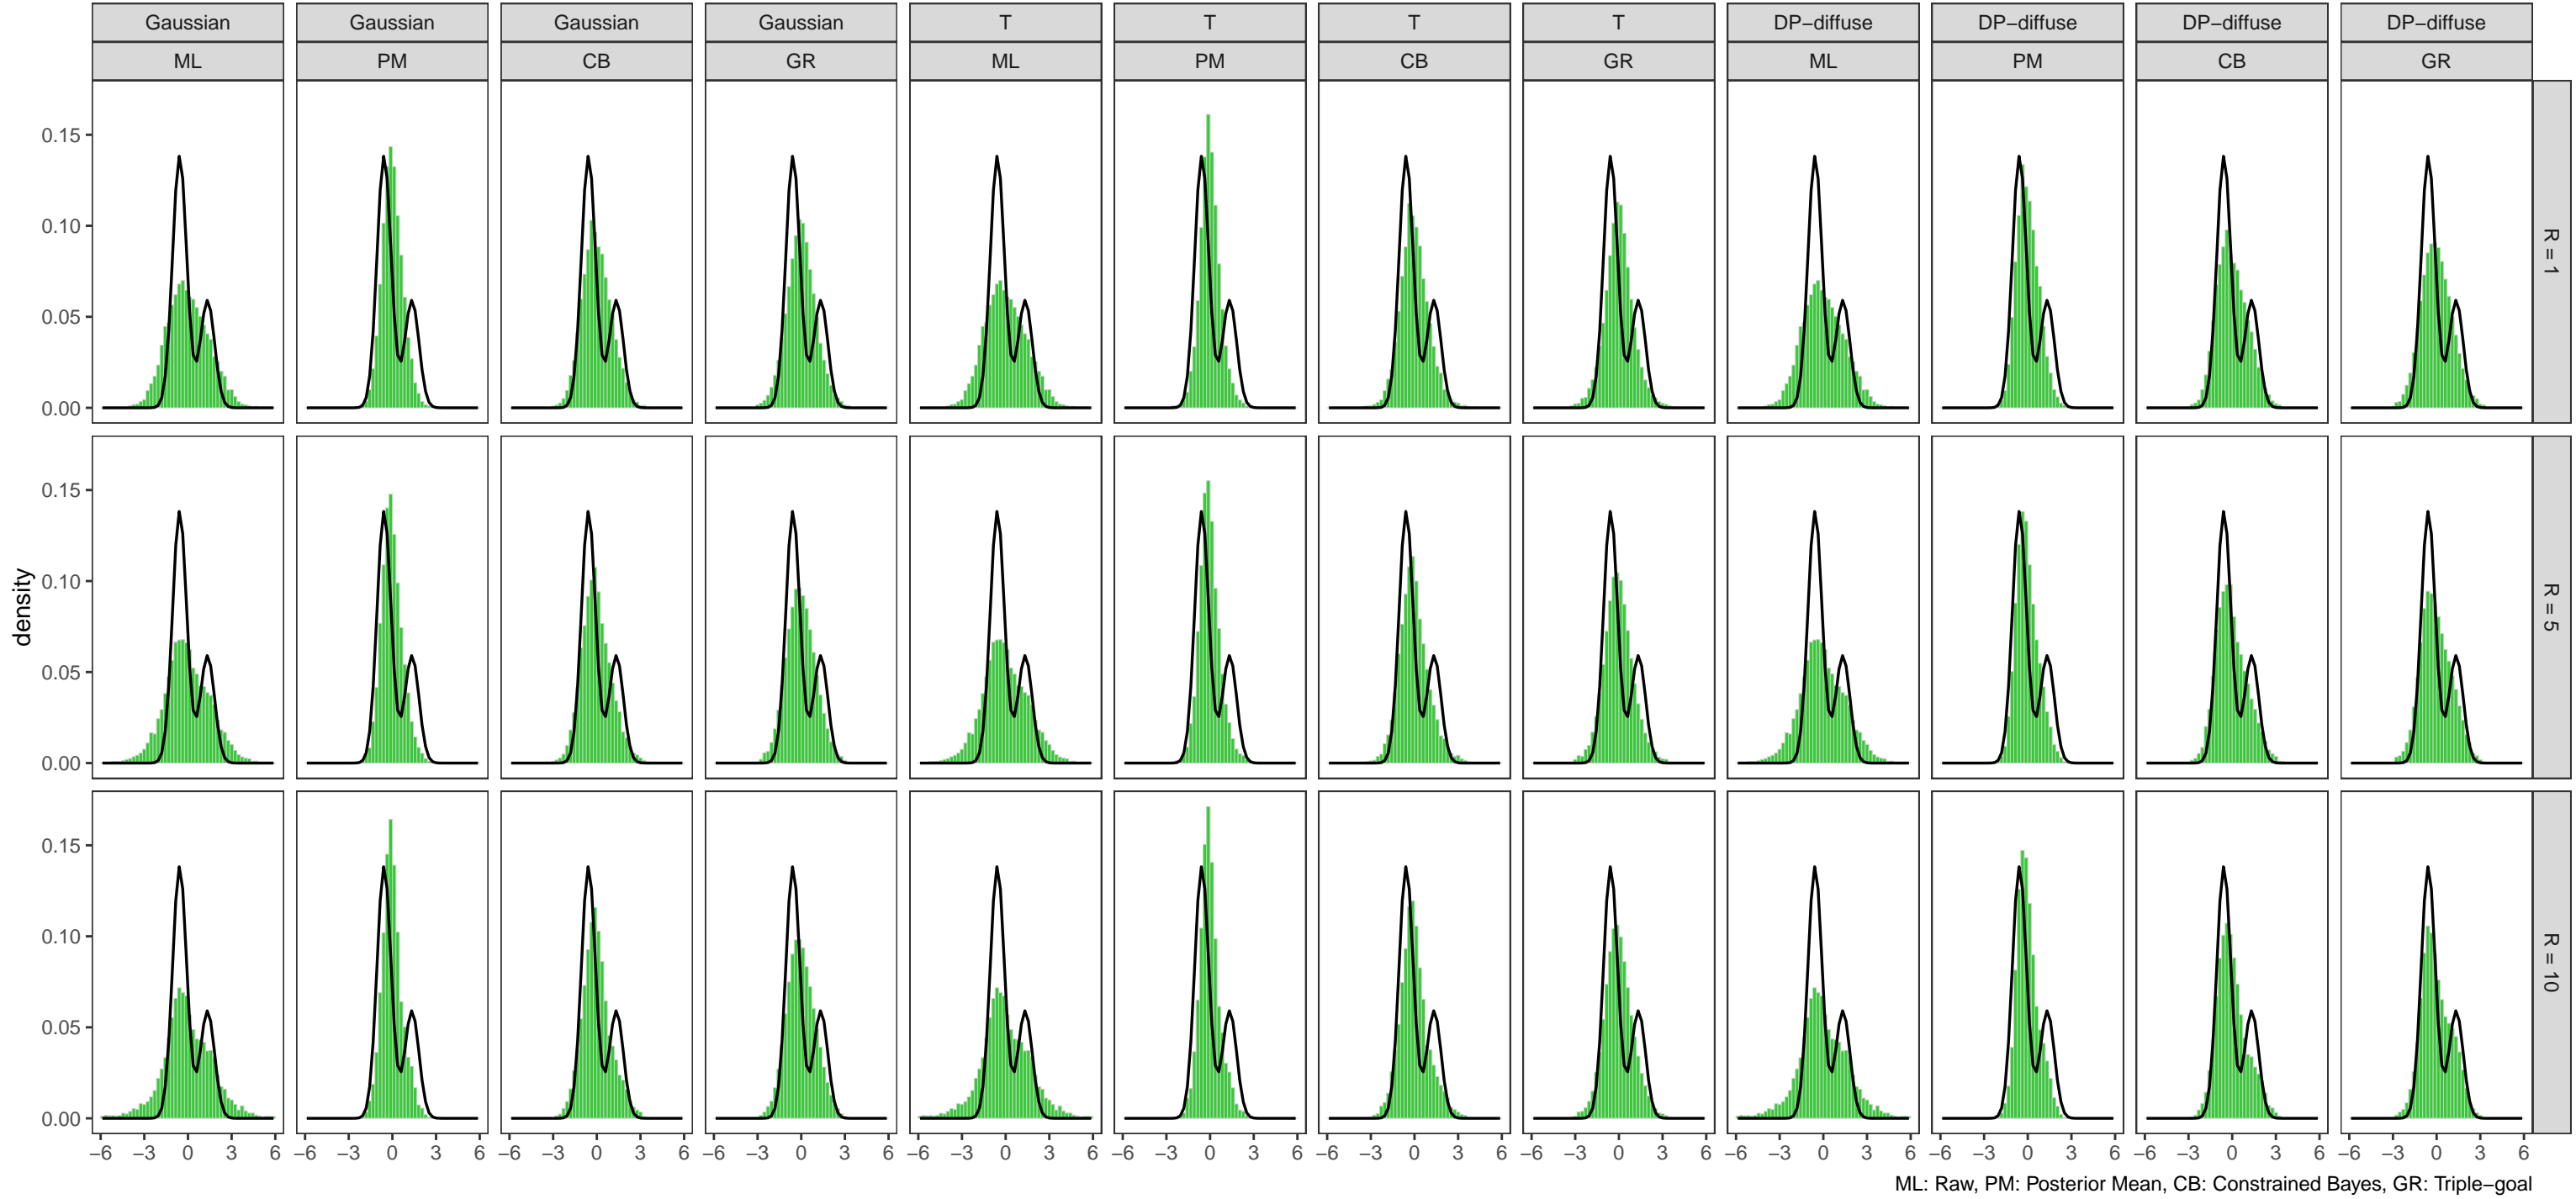 Gaussian Gaussian Gaussian Gaussian T T T T DP−diffuse DP−diffuse DP−diffuse DP−diffuse
ML PM CB GR ML PM CB GR ML PM CB GR
0.15
0.10
0.05
0.00
R = 1
0.15
0.10
0.05
0.00
R = 5
density
0.15
0.10
0.05
0.00
R = 10
−6 −3 0 3 6 −6 −3 0 3 6 −6 −3 0 3 6 −6 −3 0 3 6 −6 −3 0 3 6 −6 −3 0 3 6 −6 −3 0 3 6 −6 −3 0 3 6 −6 −3 0 3 6 −6 −3 0 3 6 −6 −3 0 3 6 −6 −3 0 3 6
ML: Raw, PM: Posterior Mean, CB: Constrained Bayes, GR: Triple−goal